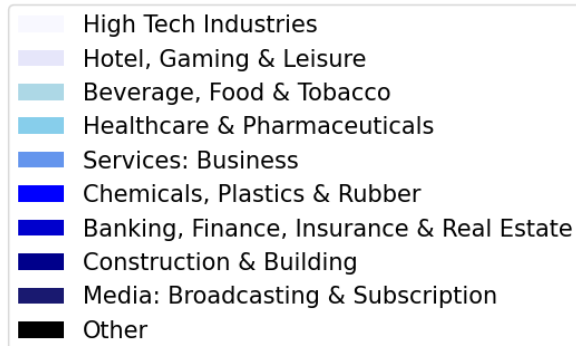 High Tech Industries
Hotel, Gaming & Leisure
Beverage, Food & Tobacco
Healthcare & Pharmaceuticals
Services: Business
Chemicals, Plastics & Rubber
Banking, Finance, Insurance & Real Estate
Construction & Building
Media: Broadcasting & Subscription
Other